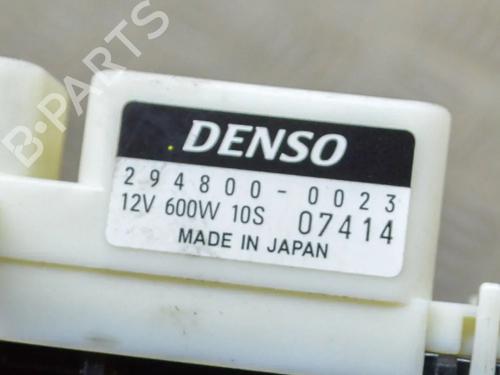 B-PARTS
DENSO
294800-0023
12V 600W 10S 07414
MADE IN JAPAN